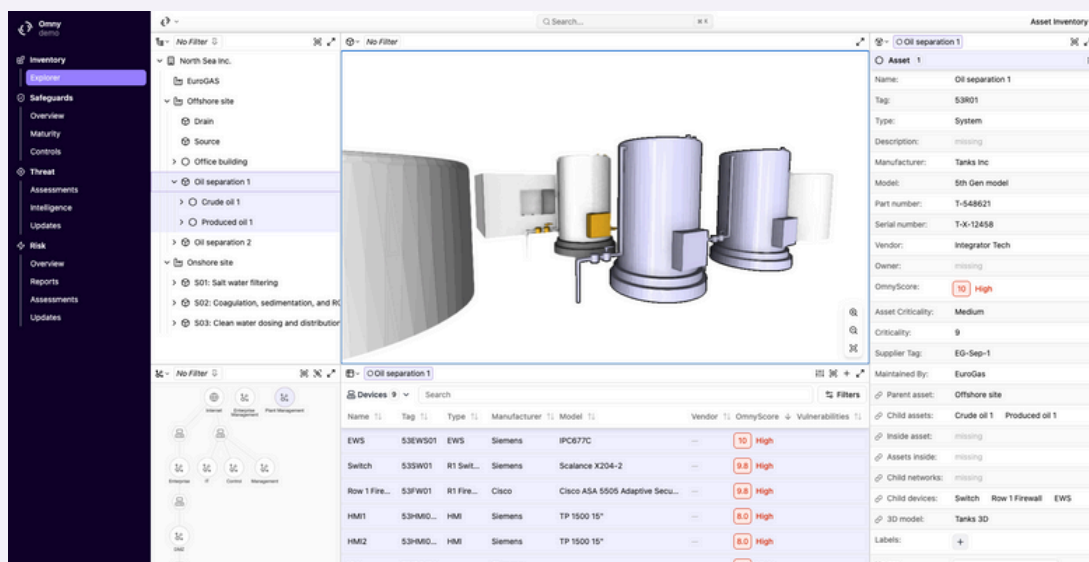 Omny
demo
Inventory
Explorer
Safeguards
Overview
Maturity
Controls
Threat
Assessments
Intelligence
Updates
Risk
Overview
Reports
Assessments
Updates
Search...
⌘ K
Asset Inventory
No Filter
North Sea Inc.
EuroGAS
Offshore site
Drain
Source
Office building
Oil separation 1
Crude oil 1
Produced oil 1
Oil separation 2
Onshore site
S01: Salt water filtering
S02: Coagulation, sedimentation, and RO
S03: Clean water dosing and distribution
No Filter
Oil separation 1
Asset 1
Name: Oil separation 1
Tag: 53R01
Type: System
Description: missing
Manufacturer: Tanks Inc
Model: 5th Gen model
Part number: T-548621
Serial number: T-X-12458
Vendor: Integrator Tech
Owner: missing
OmnyScore: 10 High
Asset Criticality: Medium
Criticality: 9
Supplier Tag: EG-Sep-1
Maintained By: EuroGas
Parent asset: Offshore site
Child assets: Crude oil 1 Produced oil 1
Inside asset: missing
Assets inside: missing
Child networks: missing
Child devices: Switch Row 1 Firewall EWS
3D model: Tanks 3D
Labels: +
No Filter
Internet
Enterprise Management
Plant Management
Enterprise
IT
Control
Management
DMZ
Oil separation 1
Devices 9 Search Filters
Name Tag Type Manufacturer Model Vendor OmnyScore Vulnerabilities
EWS 53EWS01 EWS Siemens IPC677C — 10 High
Switch 53SW01 R1 Swit... Siemens Scalance X204-2 — 9.8 High
Row 1 Fire... 53FW01 R1 Fire... Cisco Cisco ASA 5505 Adaptive Secu... — 9.8 High
HMI1 53HMI0... HMI Siemens TP 1500 15" — 8.0 High
HMI2 53HMI0... HMI Siemens TP 1500 15" — 8.0 High